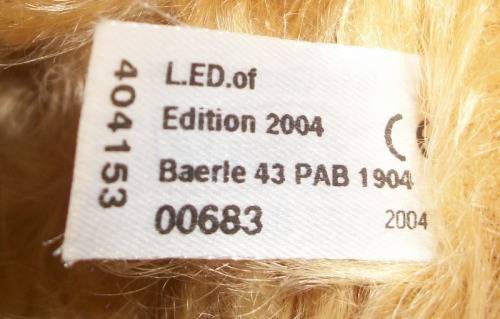 404153
L.ED.of
Edition 2004
Baerle 43 PAB 1904
00683
2004